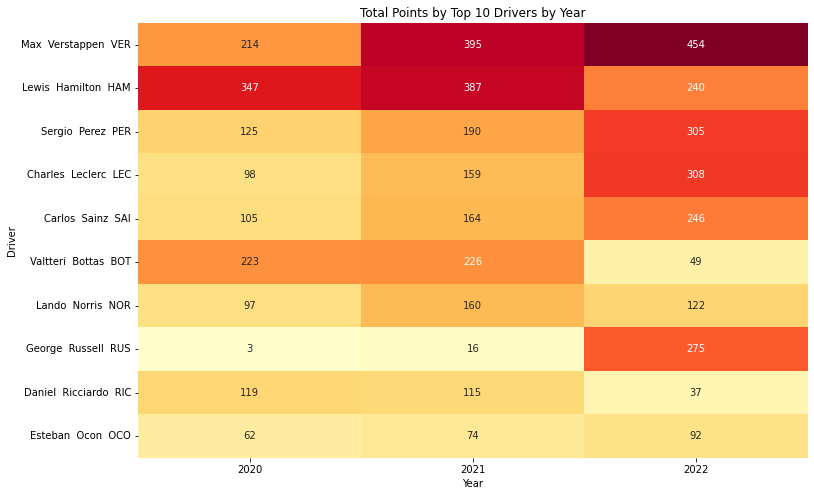 Total Points by Top 10 Drivers by Year
Max Verstappen VER 214 395 454
Lewis Hamilton HAM 347 387 240
Sergio Perez PER 125 190 305
Charles Leclerc LEC 98 159 308
Carlos Sainz SAI 105 164 246
Driver
Valtteri Bottas BOT 223 226 49
Lando Norris NOR 97 160 122
George Russell RUS 3 16 275
Daniel Ricciardo RIC 119 115 37
Esteban Ocon OCO 62 74 92
2020 2021 2022
Year